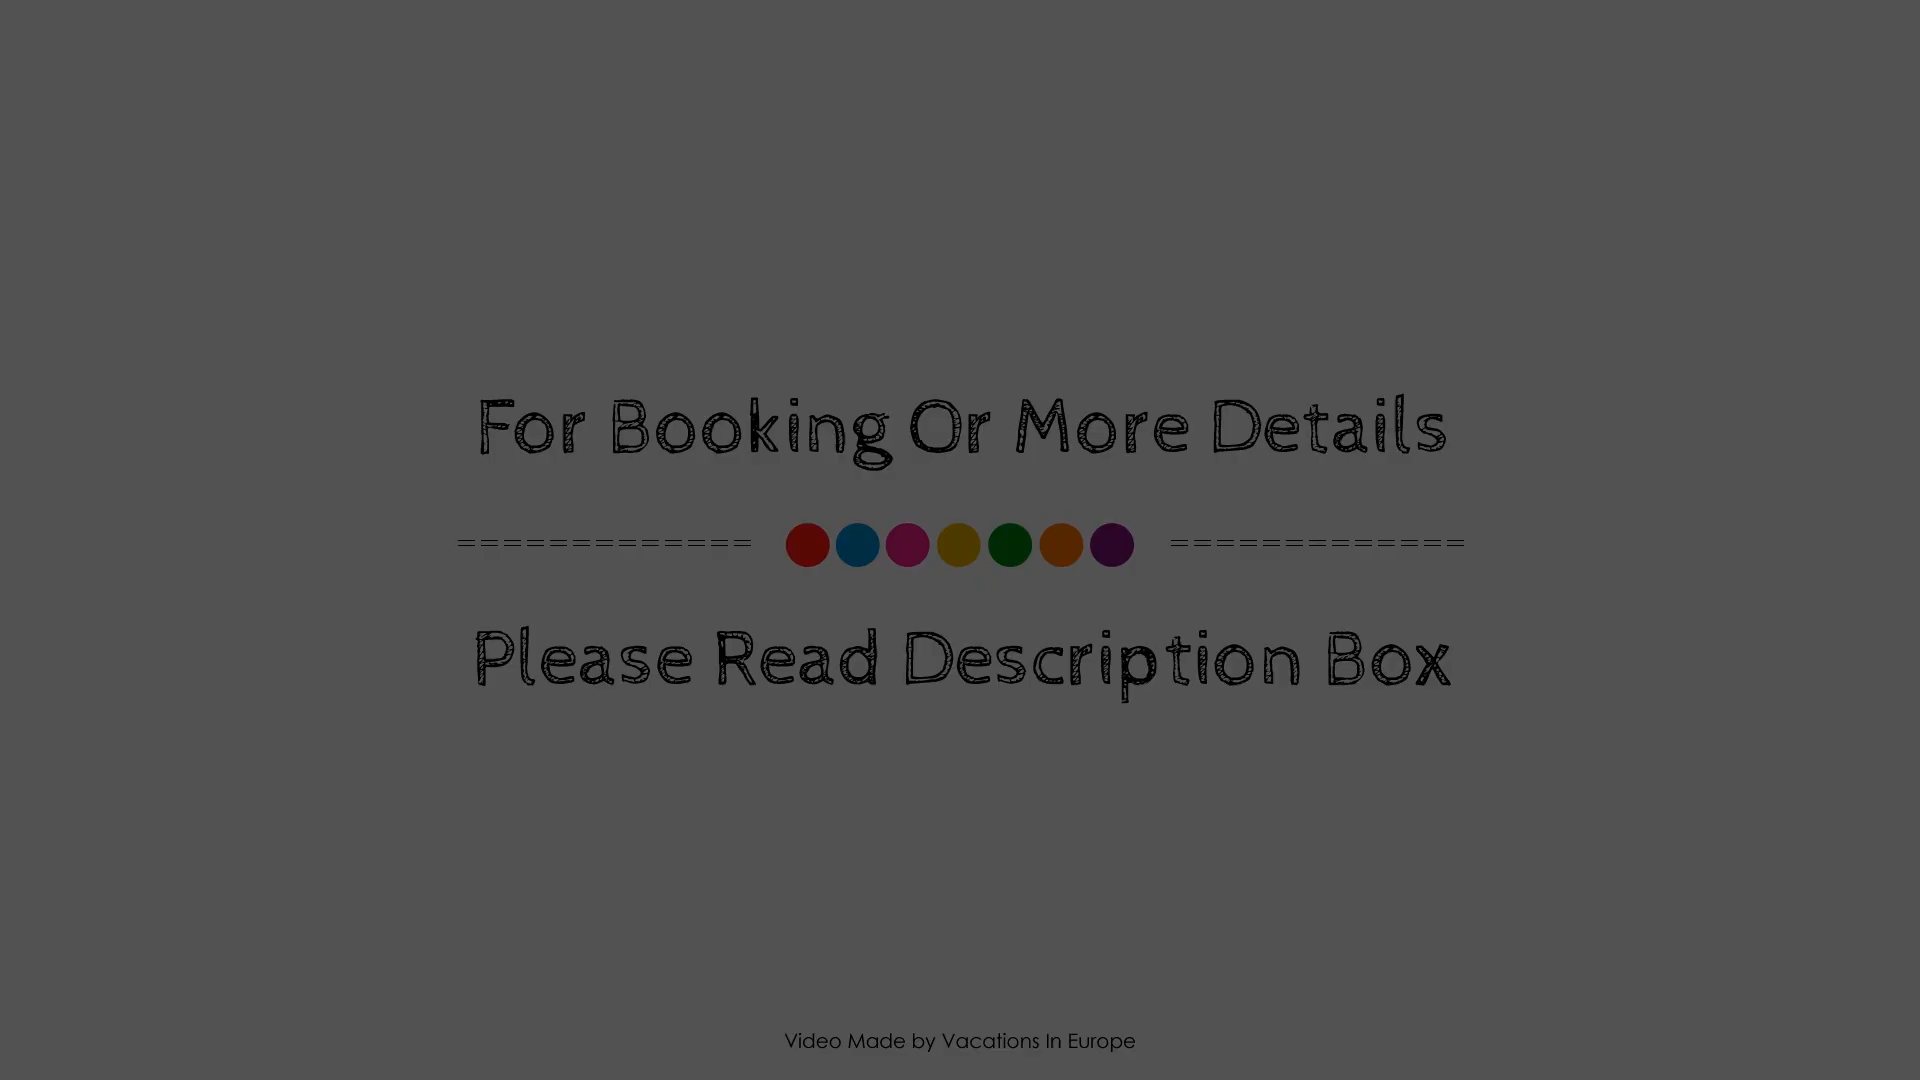 For Booking Or More Details
============= =============
Please Read Description Box
Video Made by Vacations In Europe